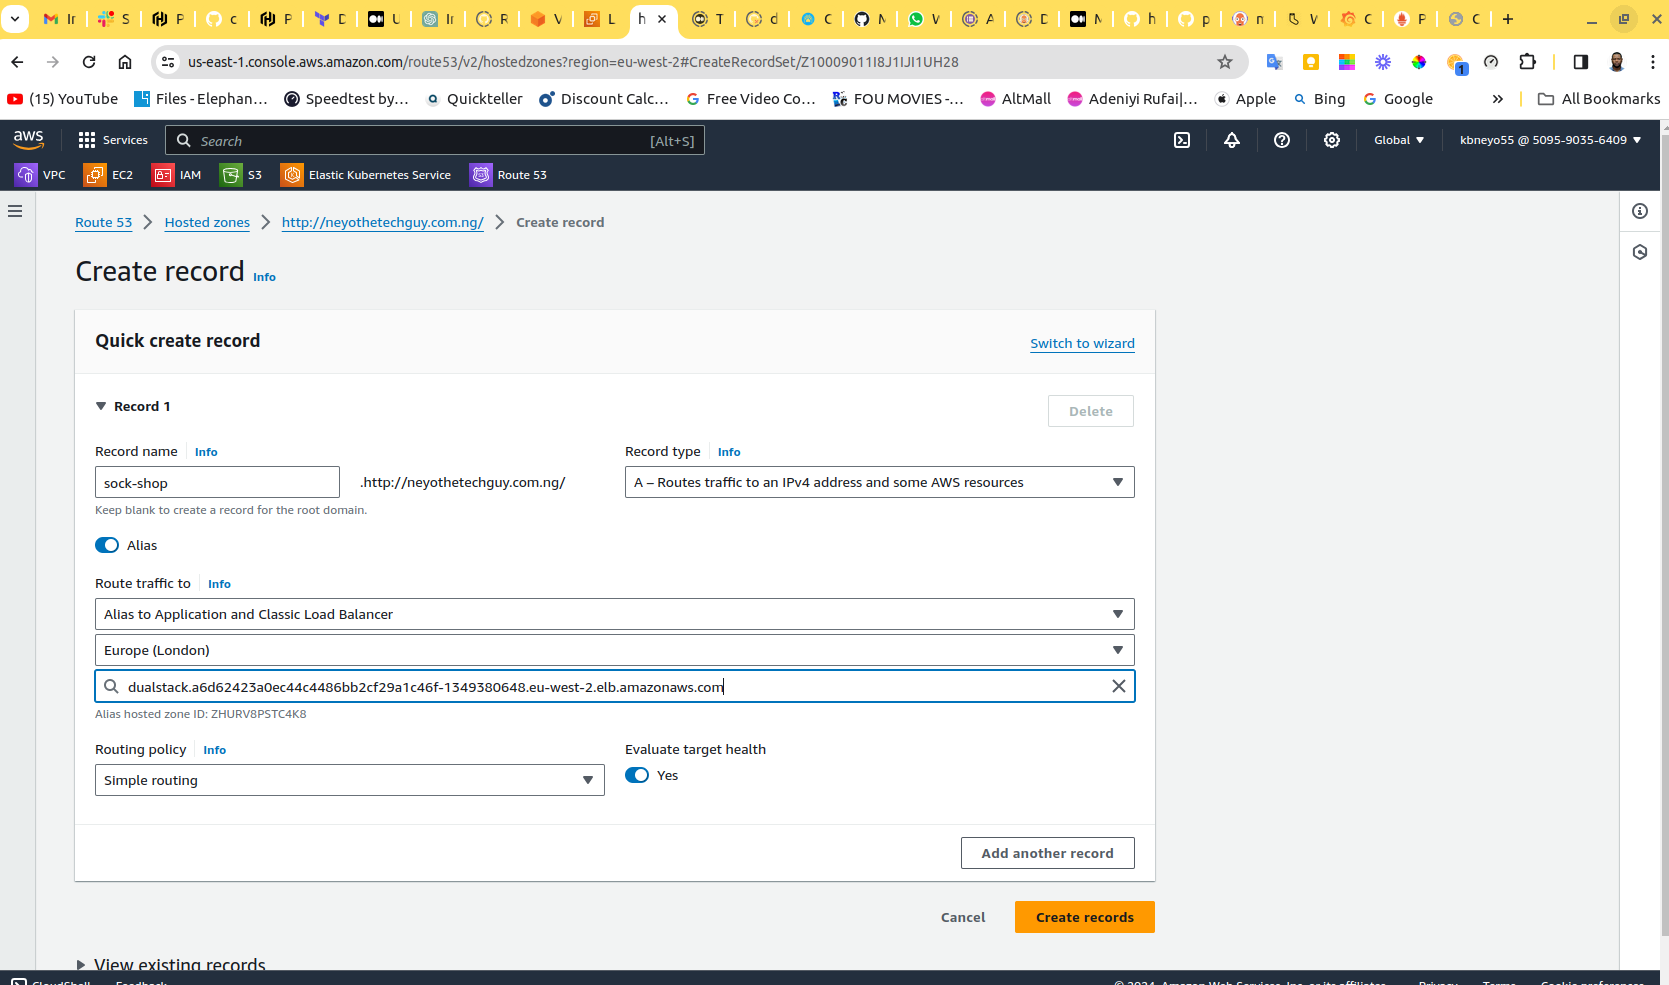 us-east-1.console.aws.amazon.com/route53/v2/hostedzones?region=eu-west-2#CreateRecordSet/Z10009011I8J1IJI1UH28
(15) YouTube Files - Elephan... Speedtest by... Quickteller Discount Calc... Free Video Co... FOU MOVIES -... AltMall Adeniyi Rufai|... Apple Bing Google » All Bookmarks
aws Services Search [Alt+S] Global kbneyo55 @ 5095-9035-6409
VPC EC2 IAM S3 Elastic Kubernetes Service Route 53
Route 53 Hosted zones http://neyothetechguy.com.ng/ Create record
Create record Info
Quick create record Switch to wizard
Record 1 Delete
Record name Info Record type Info
sock-shop .http://neyothetechguy.com.ng/ A – Routes traffic to an IPv4 address and some AWS resources
Keep blank to create a record for the root domain.
Alias
Route traffic to Info
Alias to Application and Classic Load Balancer
Europe (London)
dualstack.a6d62423a0ec44c4486bb2cf29a1c46f-1349380648.eu-west-2.elb.amazonaws.com
Alias hosted zone ID: ZHURV8PSTC4K8
Routing policy Info Evaluate target health
Simple routing Yes
Add another record
Cancel Create records
View existing records
CloudShell Feedback © 2024, Amazon Web Services, Inc. or its affiliates. Privacy Terms Cookie preferences